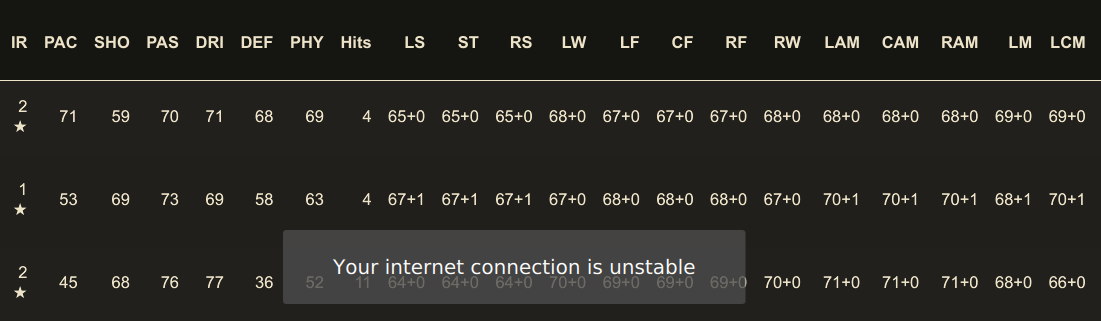 IR PAC SHO PAS DRI DEF PHY Hits LS ST RS LW LF CF RF RW LAM CAM RAM LM LCM
2
★ 71 59 70 71 68 69 4 65+0 65+0 65+0 68+0 67+0 67+0 67+0 68+0 68+0 68+0 68+0 69+0 69+0
1
★ 53 69 73 69 58 63 4 67+1 67+1 67+1 67+0 68+0 68+0 68+0 67+0 70+1 70+1 70+1 68+1 70+1
Your internet connection is unstable
2
★ 45 68 76 77 36 52 11 64+0 64+0 64+0 70+0 69+0 69+0 69+0 70+0 71+0 71+0 71+0 68+0 66+0